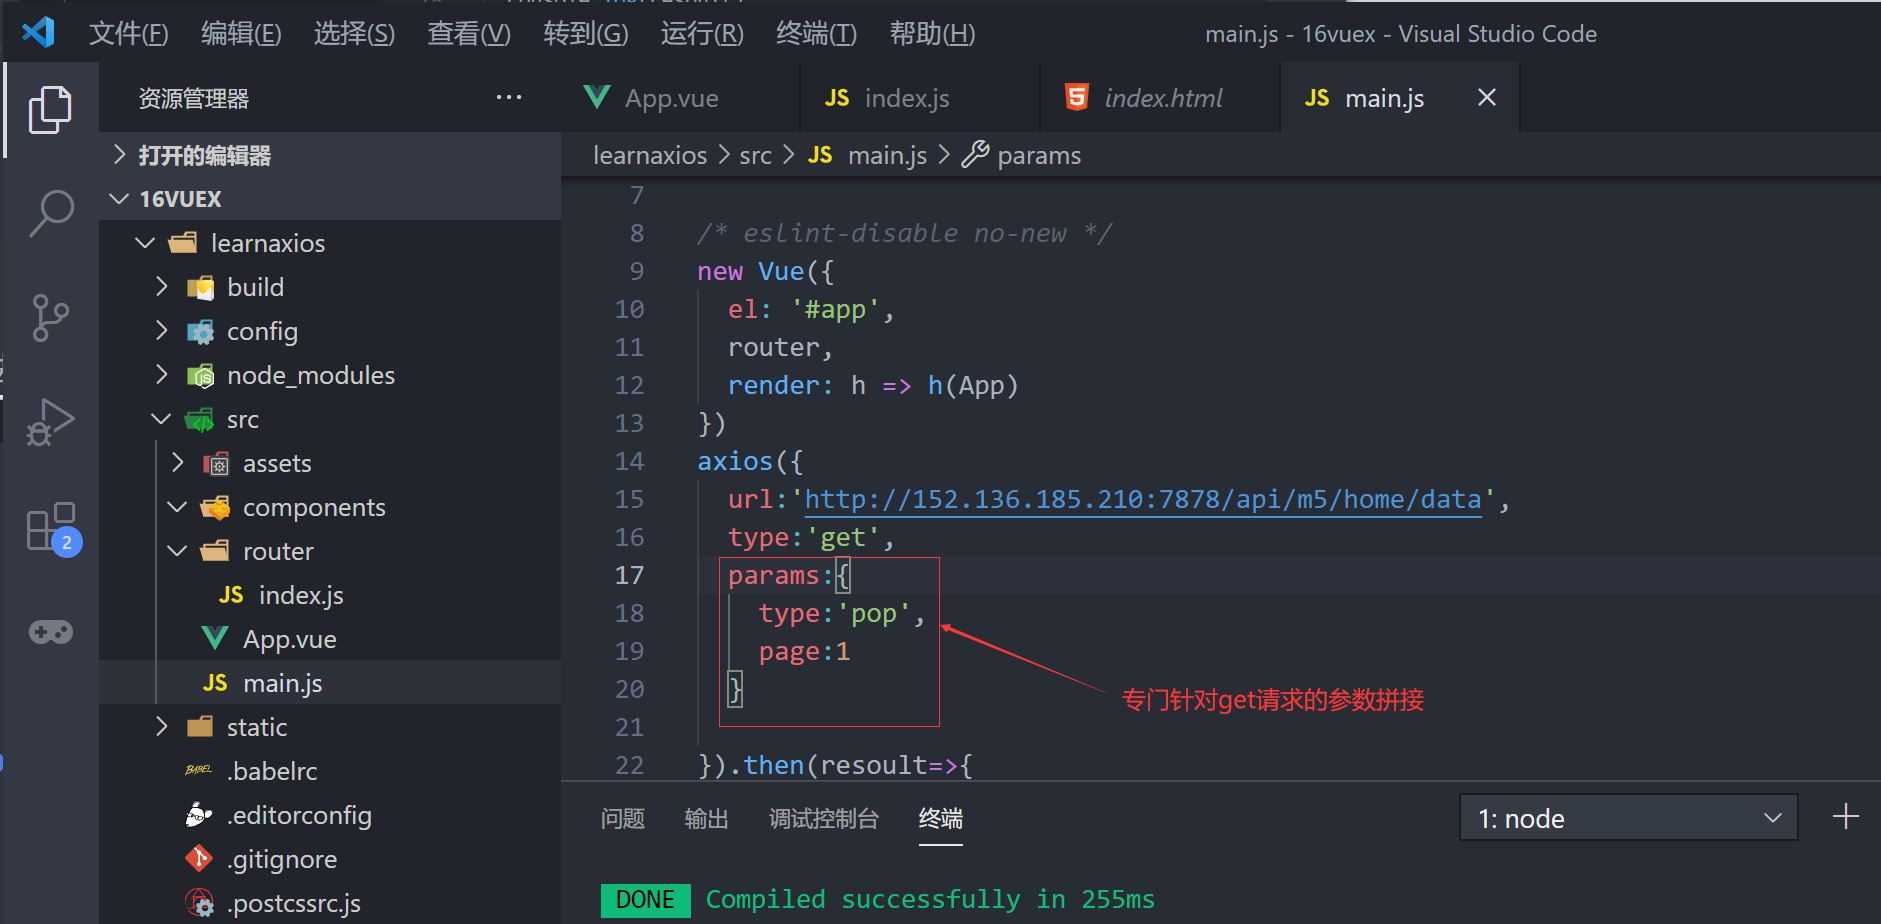 文件(F) 编辑(E) 选择(S) 查看(V) 转到(G) 运行(R) 终端(T) 帮助(H) main.js - 16vuex - Visual Studio Code
资源管理器 ···
打开的编辑器
16VUEX
learnaxios
build
config
node_modules
src
assets
components
router
JS index.js
App.vue
JS main.js
static
BABEL .babelrc
.editorconfig
.gitignore
.postcssrc.js
2
App.vue JS index.js 5 index.html JS main.js
learnaxios > src > JS main.js > params
7
8 /* eslint-disable no-new */
9 new Vue({
10 el: '#app',
11 router,
12 render: h => h(App)
13 })
14 axios({
15 url:'http://152.136.185.210:7878/api/m5/home/data',
16 type:'get',
17 params:{
18 type:'pop',
19 page:1
20 }
21
22 }).then(resoult=>{
专门针对get请求的参数拼接
问题 输出 调试控制台 终端 1: node
DONE Compiled successfully in 255ms